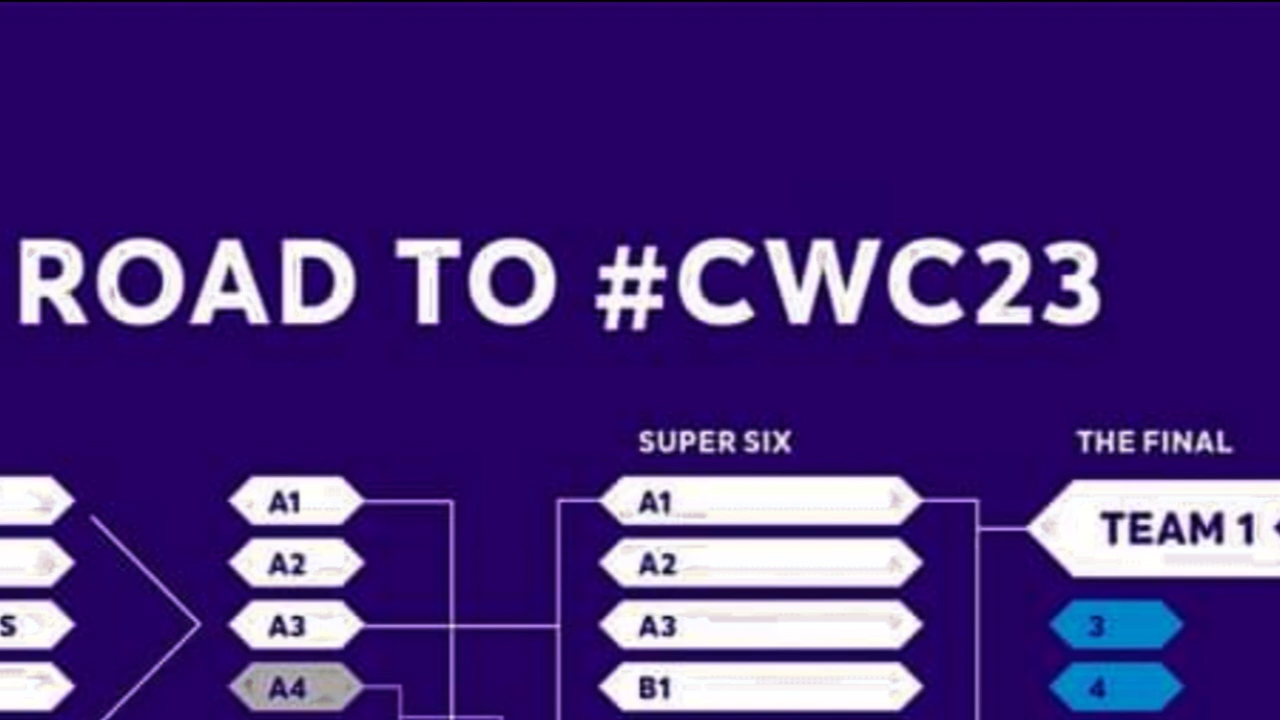 ROAD TO #CWC23
SUPER SIX
THE FINAL
A1
A1
TEAM 1
A2
A2
S
A3
A3
3
A4
B1
4